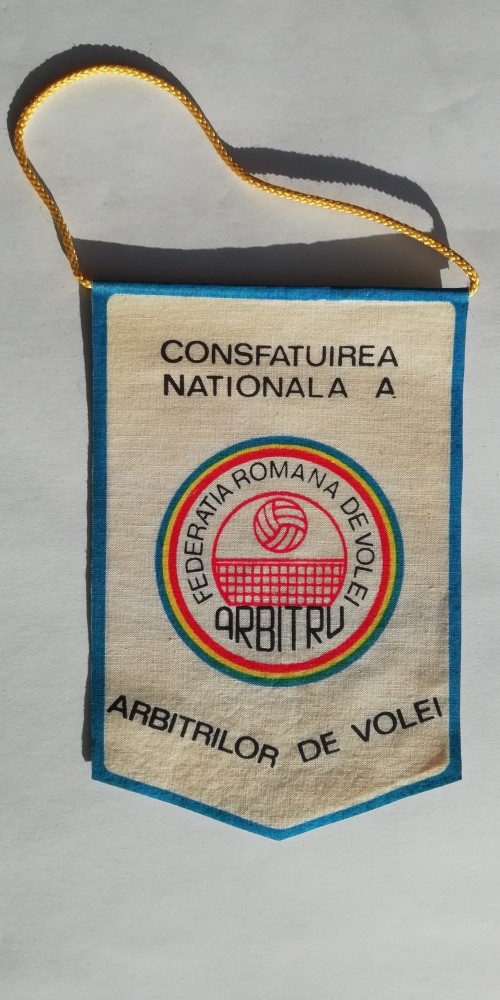 CONSFATUIREA
NATIONALA A
FEDERATIA ROMANA DE VOLEI
ARBITRU
ARBITRILOR DE VOLEI